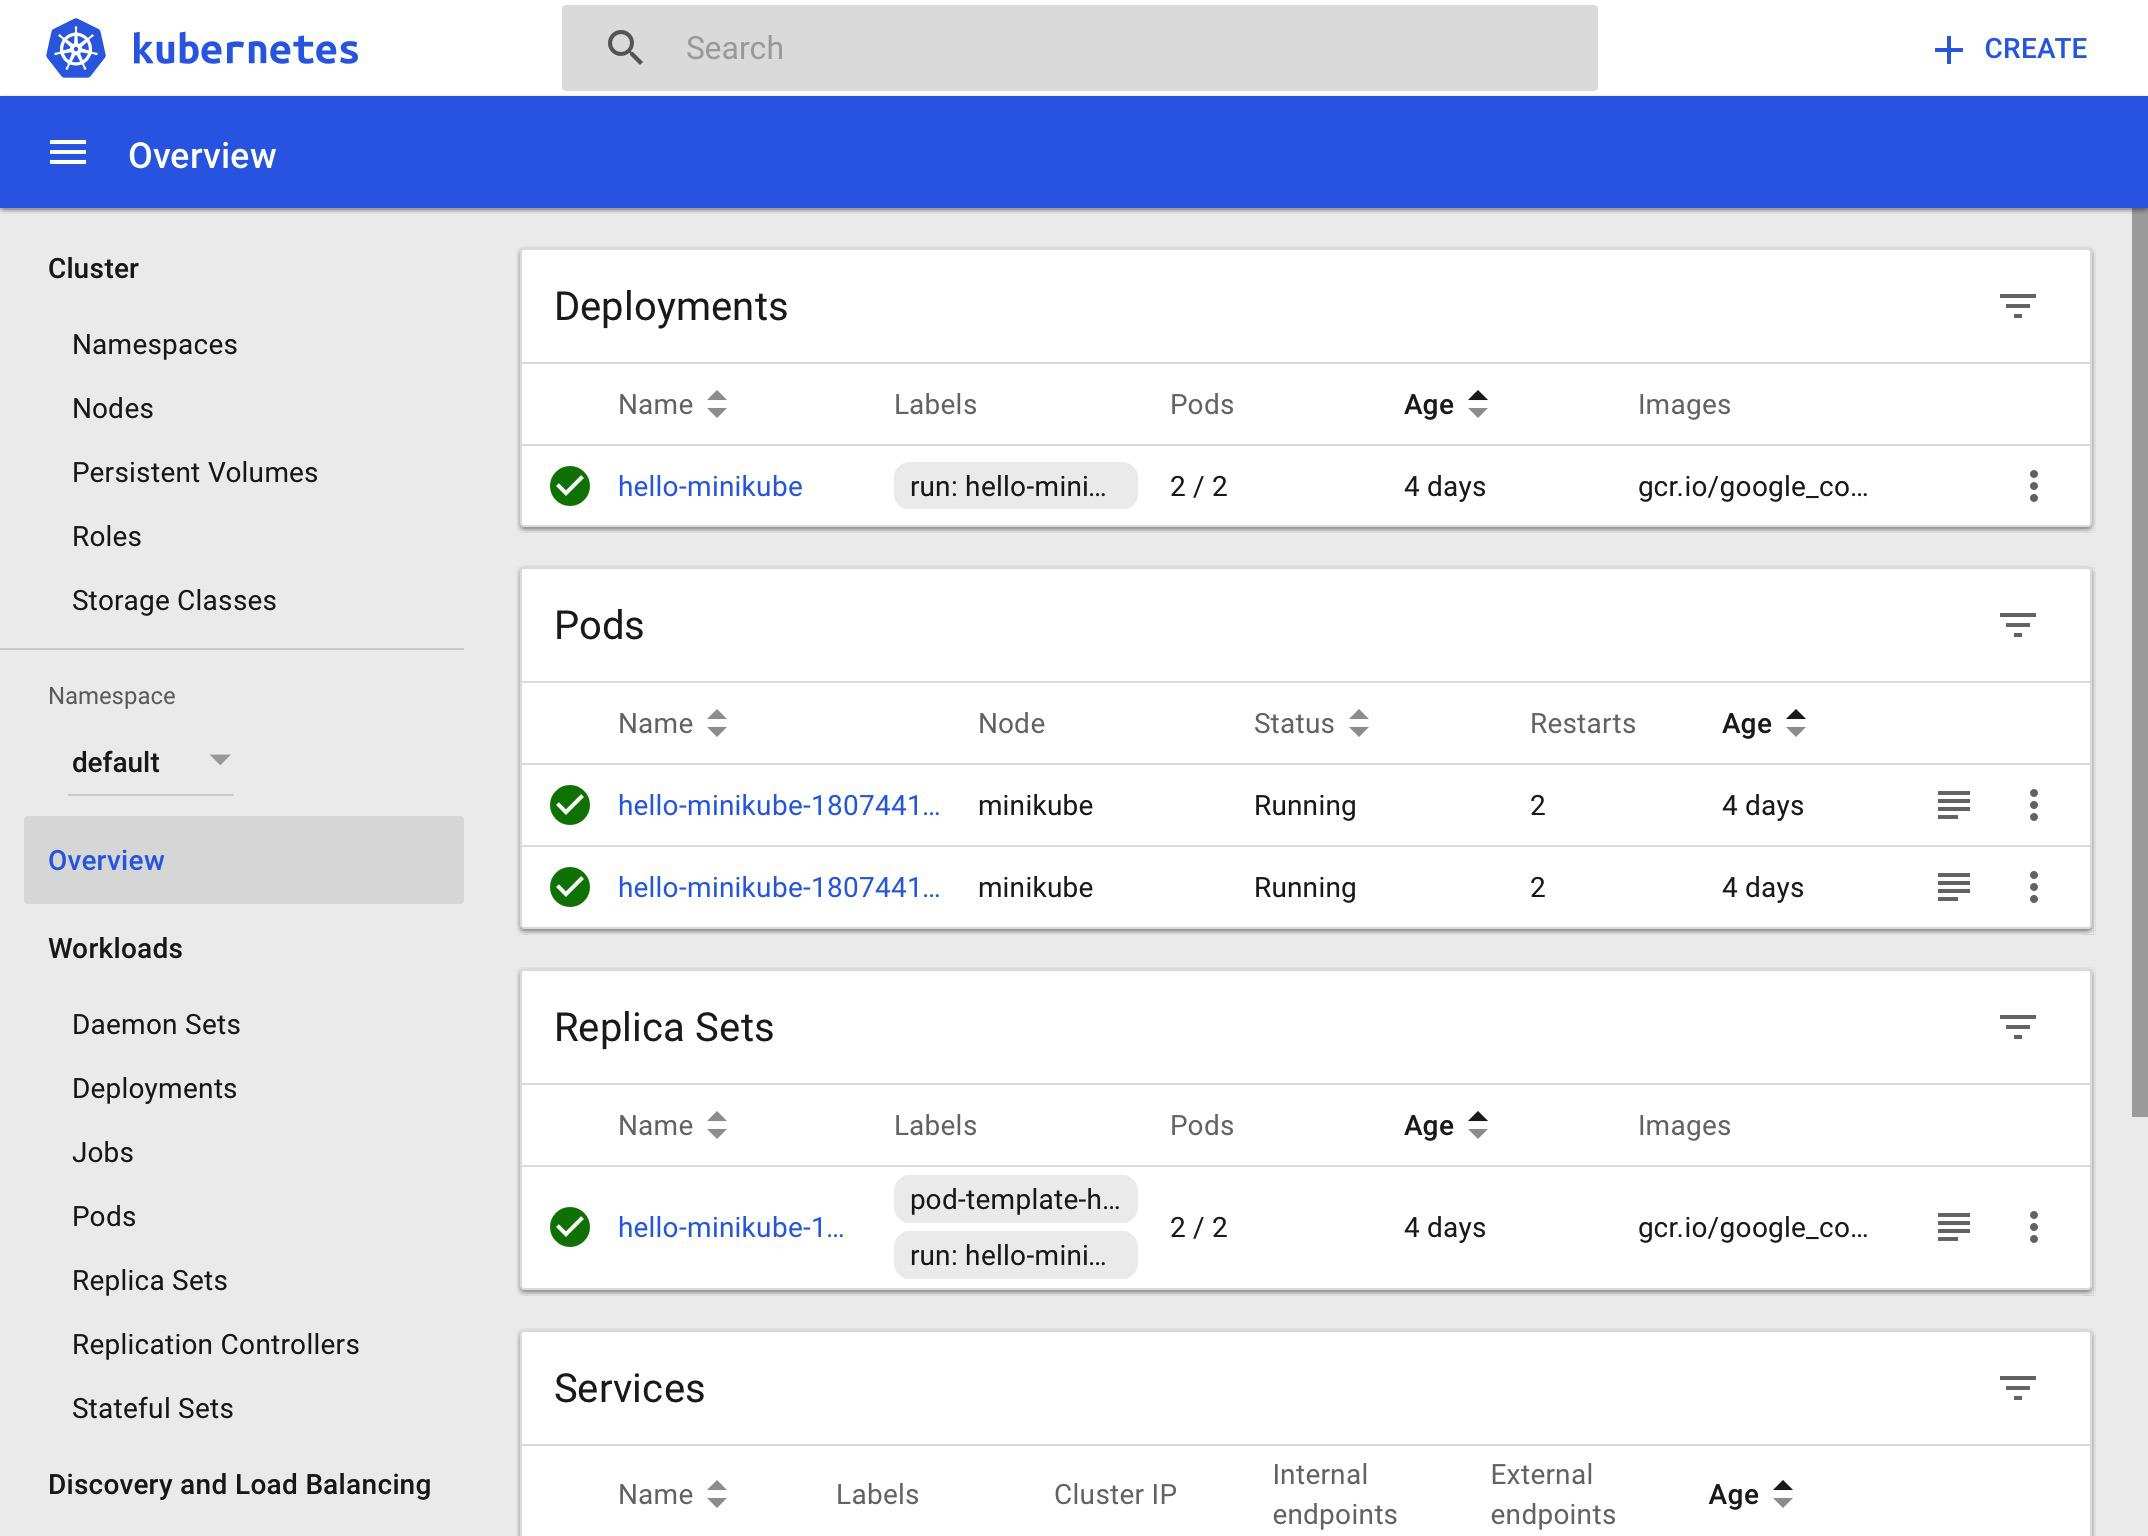 kubernetes
Search
+ CREATE
Overview
Cluster
Namespaces
Nodes
Persistent Volumes
Roles
Storage Classes
Namespace
default
Overview
Workloads
Daemon Sets
Deployments
Jobs
Pods
Replica Sets
Replication Controllers
Stateful Sets
Discovery and Load Balancing
Deployments
Name Labels Pods Age Images
hello-minikube run: hello-mini... 2 / 2 4 days gcr.io/google_co...
Pods
Name Node Status Restarts Age
hello-minikube-1807441... minikube Running 2 4 days
hello-minikube-1807441... minikube Running 2 4 days
Replica Sets
Name Labels Pods Age Images
pod-template-h...
hello-minikube-1... 2 / 2 4 days gcr.io/google_co...
run: hello-mini...
Services
Name Labels Cluster IP Internal endpoints External endpoints Age